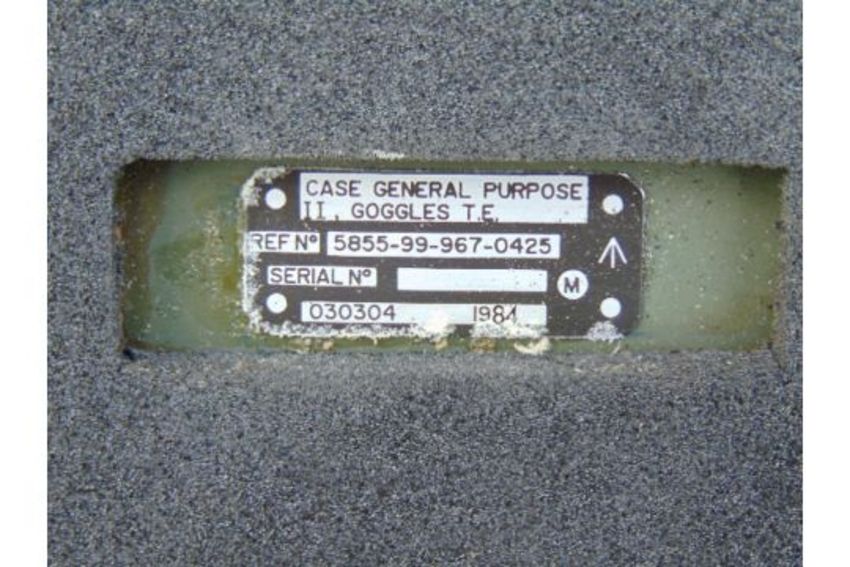 CASE GENERAL PURPOSE
II, GOGGLES T.E.
REF Nº 5855-99-967-0425
SERIAL Nº
M
030304 1984